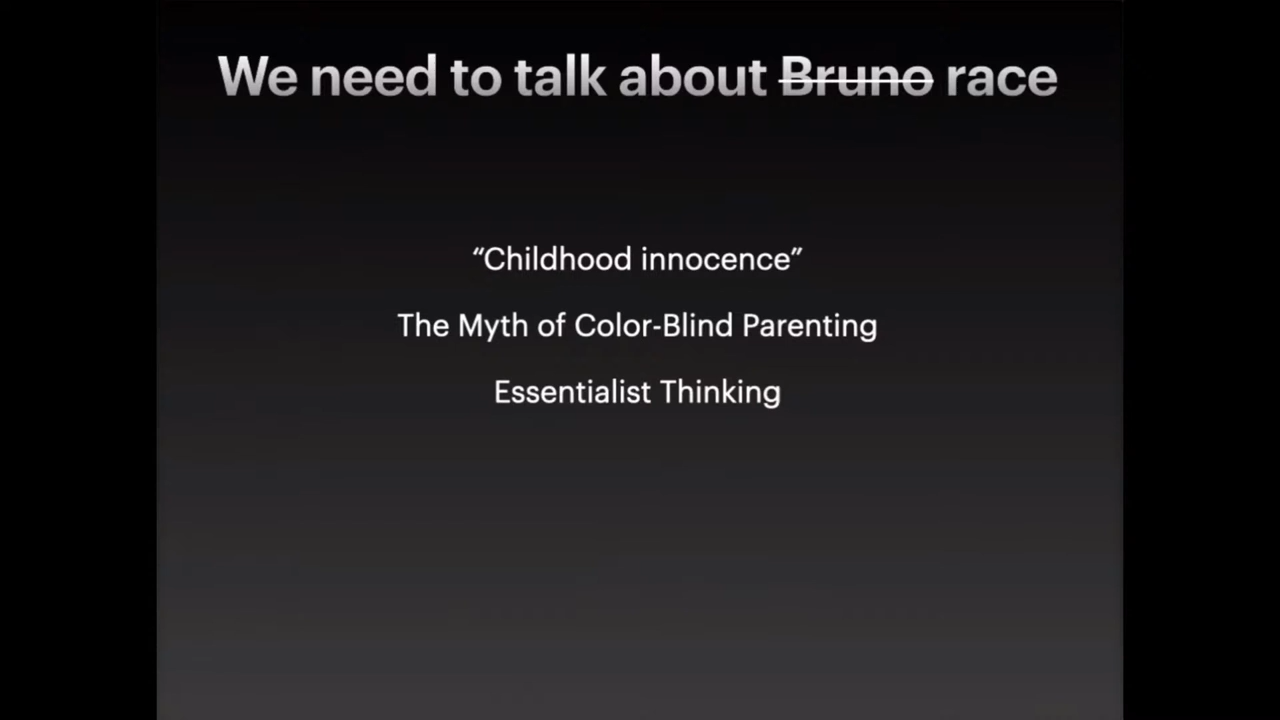 We need to talk about Bruno race
“Childhood innocence”
The Myth of Color-Blind Parenting
Essentialist Thinking